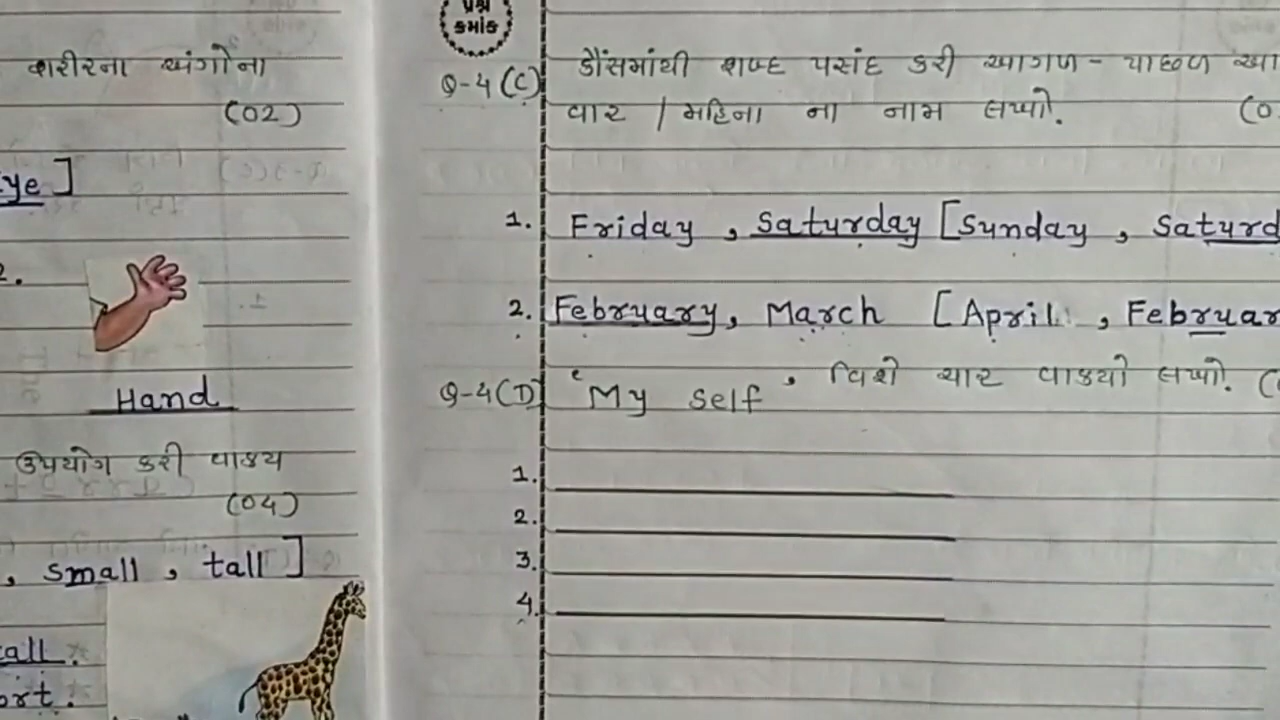 શરીરના અંગોના
(02)
ye ]
2.
Hand
ઉપયોગ કરી વાક્ય
(04)
, small , tall ]
all.
ort.
પ્રશ્ન
ક્રમાંક
Q-4 (C) કૌંસમાંથી શબ્દ પસંદ કરી આગળ - પાછળ
વાર / મહિના ના નામ લખો.
1. Friday , Saturday [Sunday , Saturd
2. February, March [April , Februar
Q-4 (D) 'My self' વિશે ચાર વાક્યો લખો.
1.
2.
3.
4.